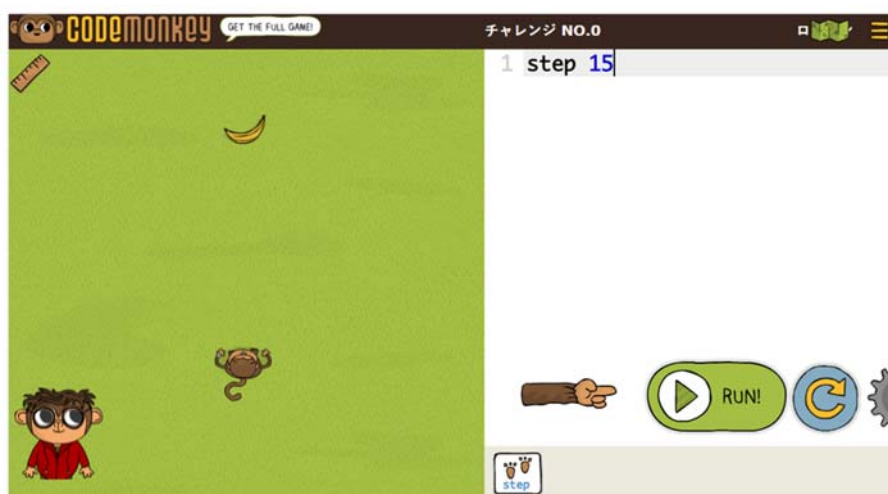 CODEMONKEY
GET THE FULL GAME!
チャレンジ NO.0
1 step 15
RUN!
step